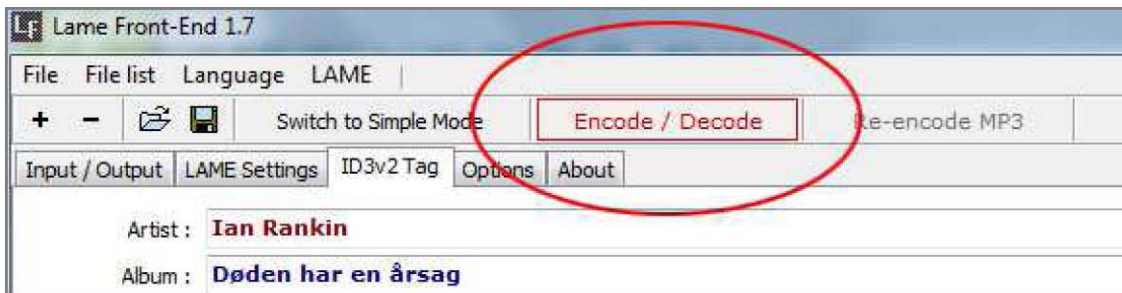 Lame Front-End 1.7
File File list Language LAME
+ - Switch to Simple Mode Encode / Decode Re-encode MP3
Input / Output LAME Settings ID3v2 Tag Options About
Artist : Ian Rankin
Album : Døden har en årsag